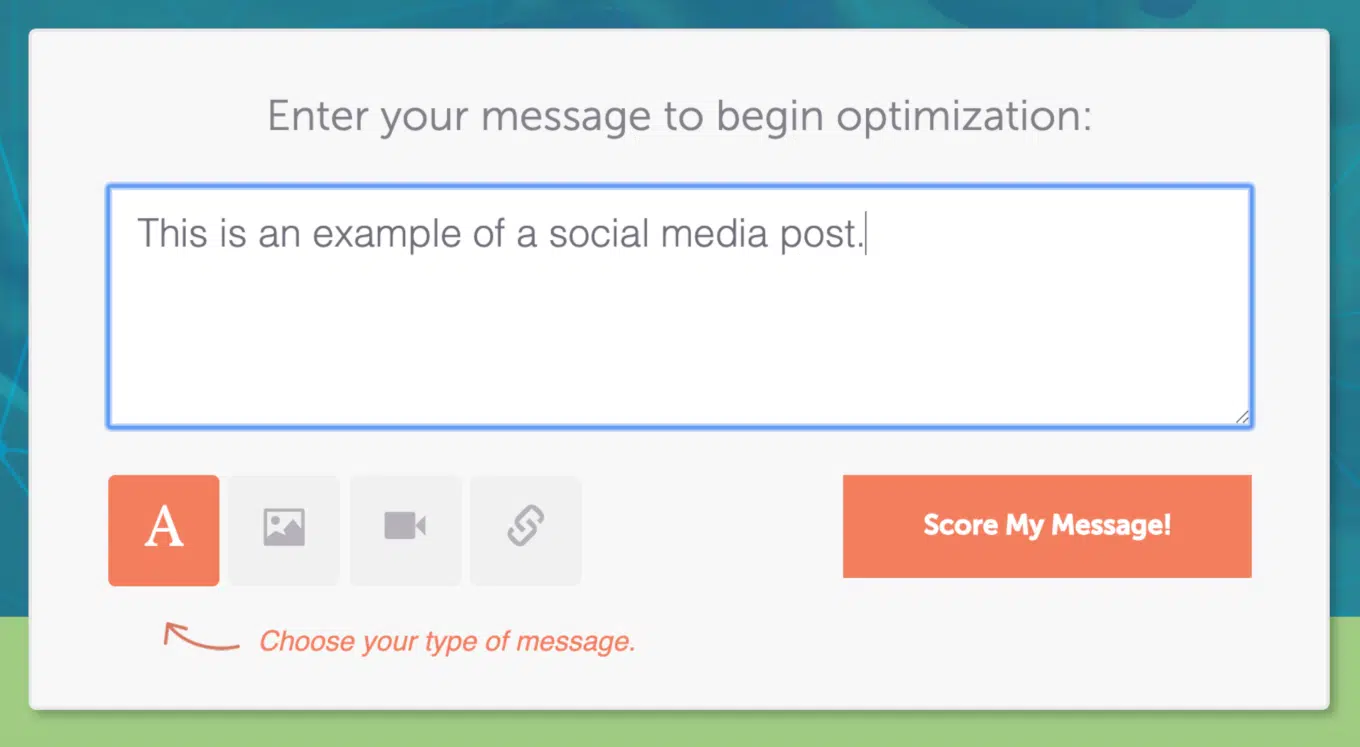 Enter your message to begin optimization:
This is an example of a social media post.
A
Score My Message!
Choose your type of message.